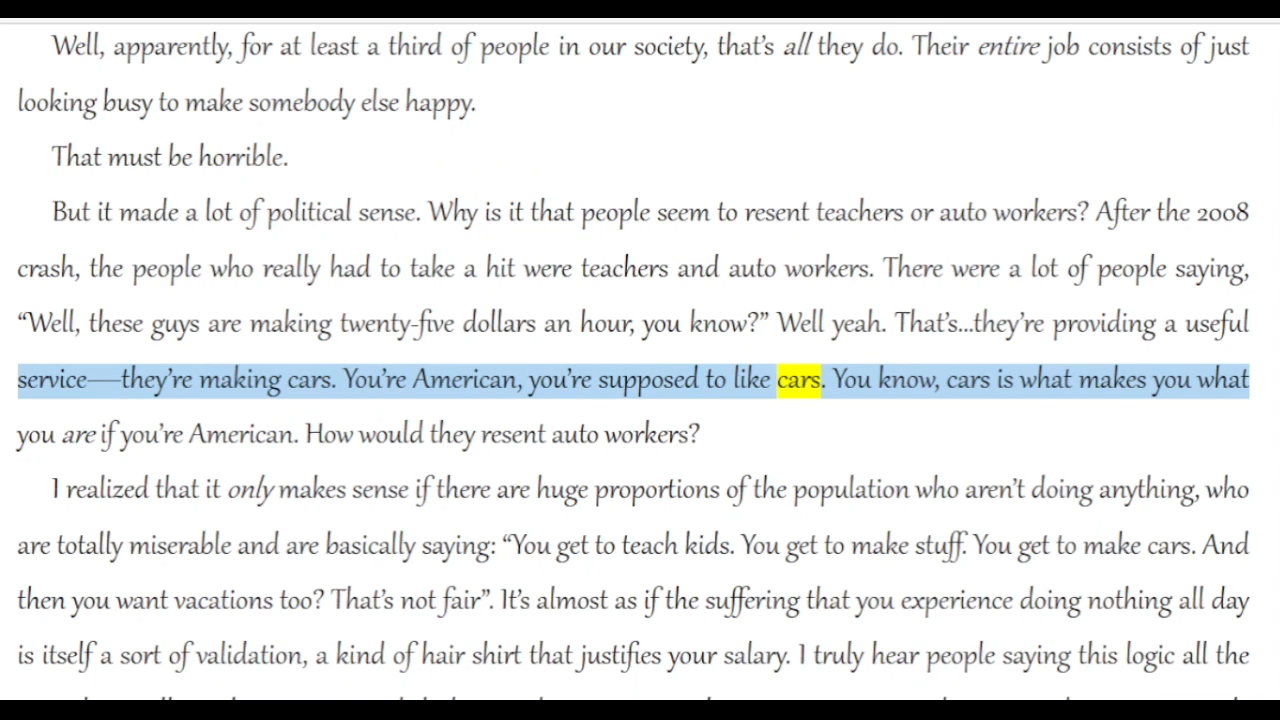 Well, apparently, for at least a third of people in our society, that's all they do. Their entire job consists of just
looking busy to make somebody else happy.
That must be horrible.
But it made a lot of political sense. Why is it that people seem to resent teachers or auto workers? After the 2008
crash, the people who really had to take a hit were teachers and auto workers. There were a lot of people saying,
“Well, these guys are making twenty-five dollars an hour, you know?” Well yeah. That's...they're providing a useful
service—they're making cars. You're American, you're supposed to like cars. You know, cars is what makes you what
you are if you're American. How would they resent auto workers?
I realized that it only makes sense if there are huge proportions of the population who aren't doing anything, who
are totally miserable and are basically saying: “You get to teach kids. You get to make stuff. You get to make cars. And
then you want vacations too? That's not fair”. It's almost as if the suffering that you experience doing nothing all day
is itself a sort of validation, a kind of hair shirt that justifies your salary. I truly hear people saying this logic all the